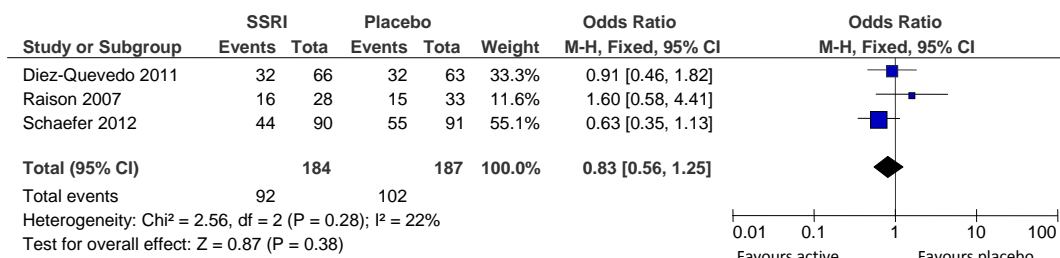 SSRI Placebo Odds Ratio Odds Ratio
Study or Subgroup Events Tota Events Tota Weight M-H, Fixed, 95% CI M-H, Fixed, 95% CI
Diez-Quevedo 2011 32 66 32 63 33.3% 0.91 [0.46, 1.82]
Raison 2007 16 28 15 33 11.6% 1.60 [0.58, 4.41]
Schaefer 2012 44 90 55 91 55.1% 0.63 [0.35, 1.13]
Total (95% CI) 184 187 100.0% 0.83 [0.56, 1.25]
Total events 92 102
Heterogeneity: Chi² = 2.56, df = 2 (P = 0.28); I² = 22%
Test for overall effect: Z = 0.87 (P = 0.38)
0.01 0.1 1 10 100
Favours active Favours placebo